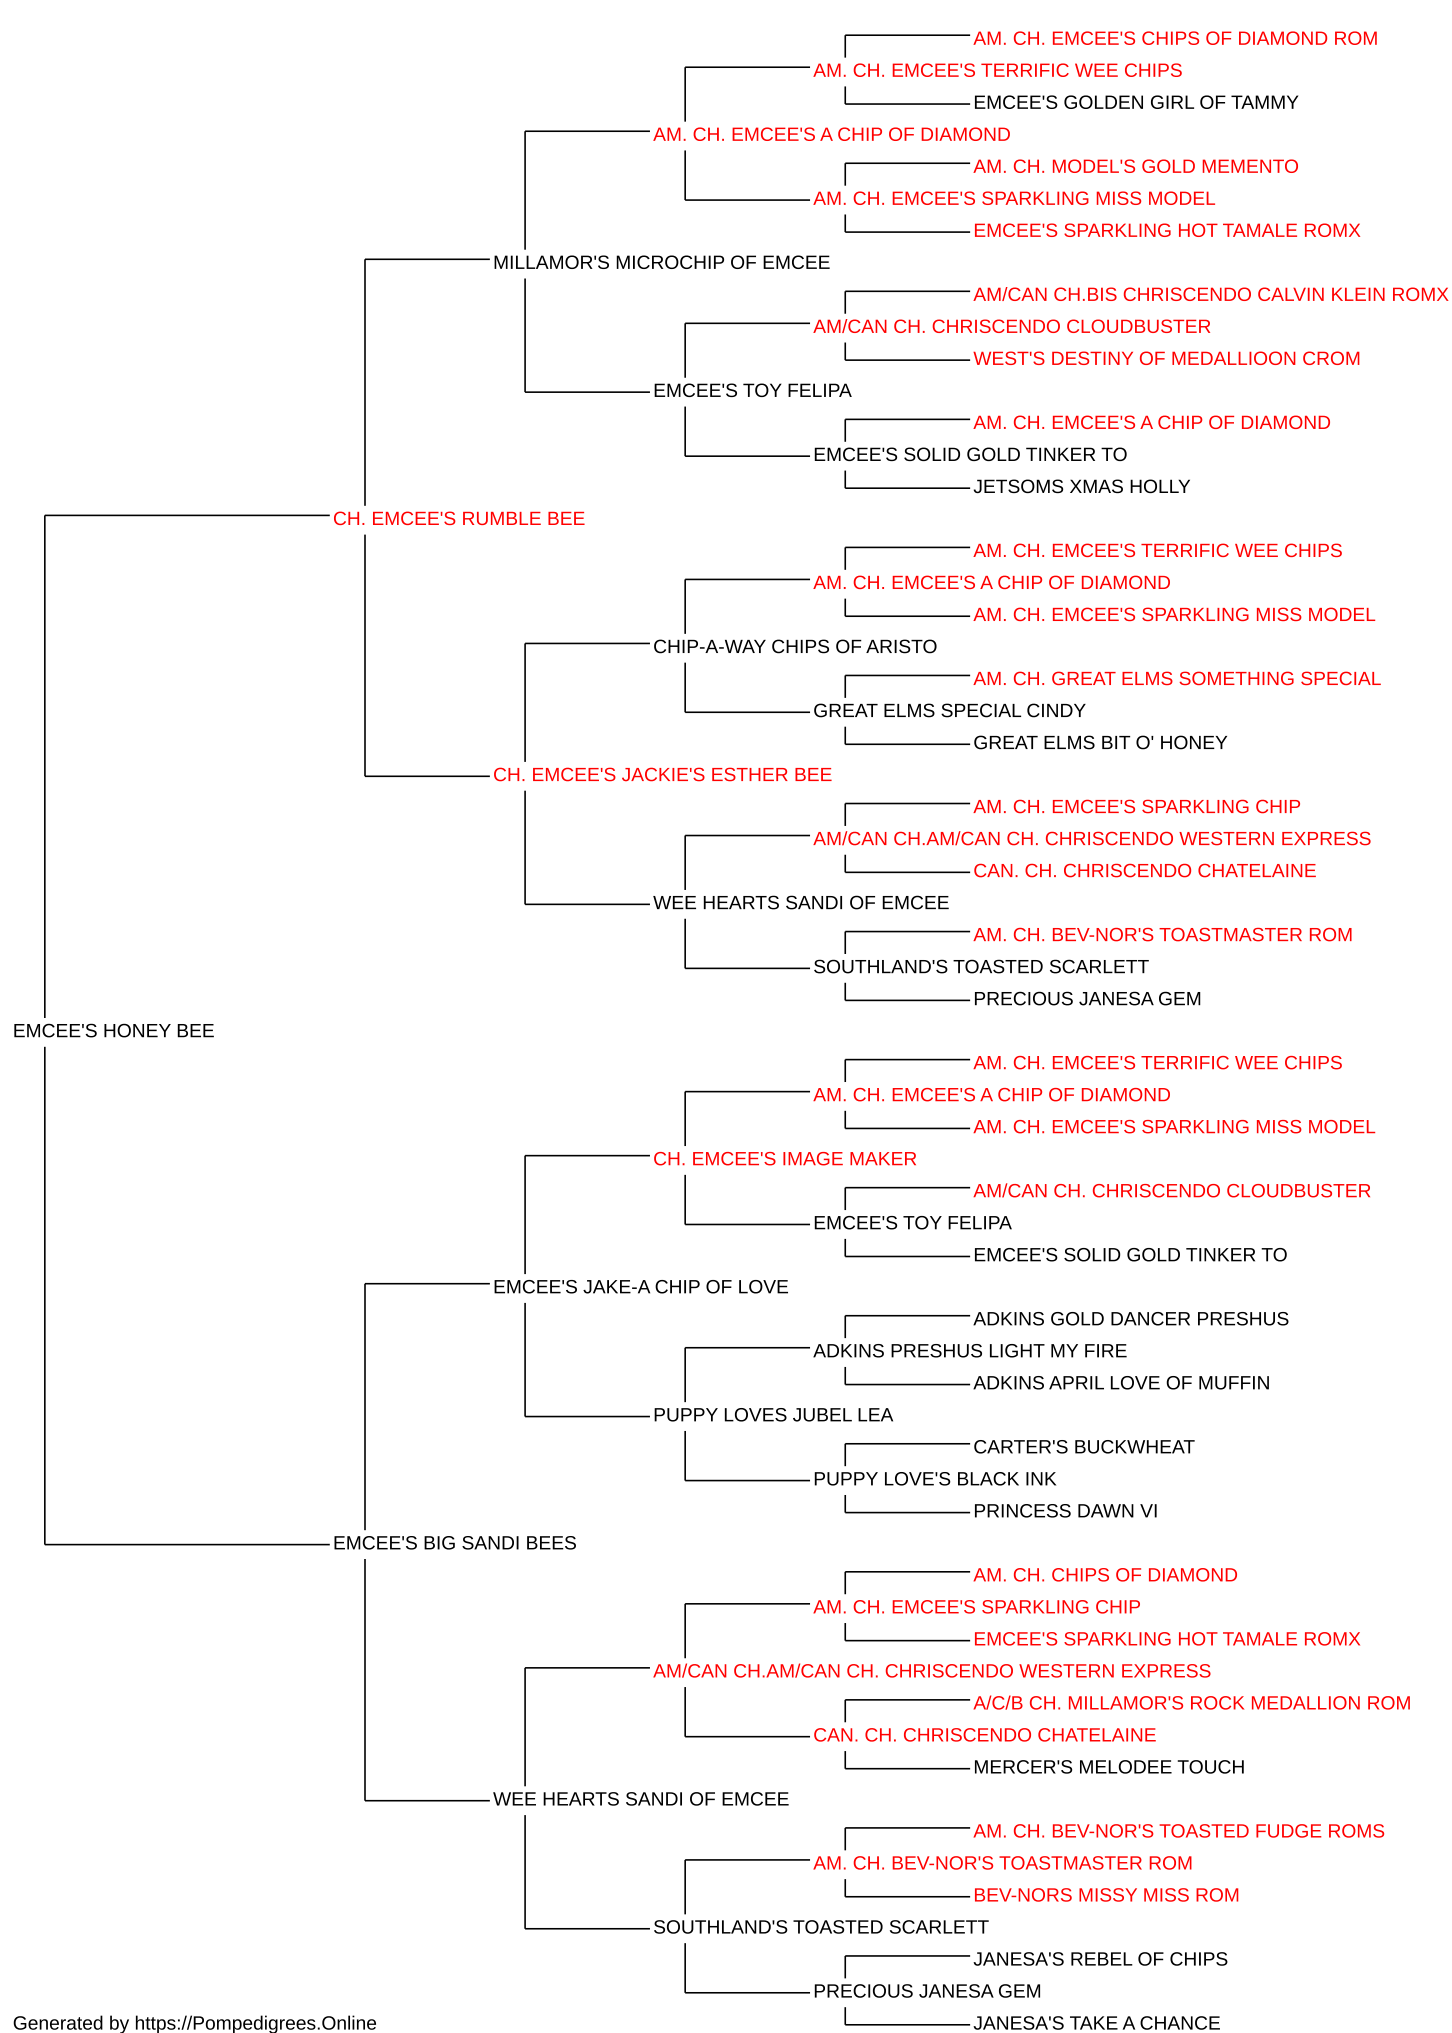 AM. CH. EMCEE'S CHIPS OF DIAMOND ROM
AM. CH. EMCEE'S TERRIFIC WEE CHIPS
EMCEE'S GOLDEN GIRL OF TAMMY
AM. CH. EMCEE'S A CHIP OF DIAMOND
AM. CH. MODEL'S GOLD MEMENTO
AM. CH. EMCEE'S SPARKLING MISS MODEL
EMCEE'S SPARKLING HOT TAMALE ROMX
MILLAMOR'S MICROCHIP OF EMCEE
AM/CAN CH.BIS CHRISCENDO CALVIN KLEIN ROMX
AM/CAN CH. CHRISCENDO CLOUDBUSTER
WEST'S DESTINY OF MEDALLIOON CROM
EMCEE'S TOY FELIPA
AM. CH. EMCEE'S A CHIP OF DIAMOND
EMCEE'S SOLID GOLD TINKER TO
JETSOMS XMAS HOLLY
CH. EMCEE'S RUMBLE BEE
AM. CH. EMCEE'S TERRIFIC WEE CHIPS
AM. CH. EMCEE'S A CHIP OF DIAMOND
AM. CH. EMCEE'S SPARKLING MISS MODEL
CHIP-A-WAY CHIPS OF ARISTO
AM. CH. GREAT ELMS SOMETHING SPECIAL
GREAT ELMS SPECIAL CINDY
GREAT ELMS BIT O' HONEY
CH. EMCEE'S JACKIE'S ESTHER BEE
AM. CH. EMCEE'S SPARKLING CHIP
AM/CAN CH.AM/CAN CH. CHRISCENDO WESTERN EXPRESS
CAN. CH. CHRISCENDO CHATELAINE
WEE HEARTS SANDI OF EMCEE
AM. CH. BEV-NOR'S TOASTMASTER ROM
SOUTHLAND'S TOASTED SCARLETT
PRECIOUS JANESA GEM
EMCEE'S HONEY BEE
AM. CH. EMCEE'S TERRIFIC WEE CHIPS
AM. CH. EMCEE'S A CHIP OF DIAMOND
AM. CH. EMCEE'S SPARKLING MISS MODEL
CH. EMCEE'S IMAGE MAKER
AM/CAN CH. CHRISCENDO CLOUDBUSTER
EMCEE'S TOY FELIPA
EMCEE'S SOLID GOLD TINKER TO
EMCEE'S JAKE-A CHIP OF LOVE
ADKINS GOLD DANCER PRESHUS
ADKINS PRESHUS LIGHT MY FIRE
ADKINS APRIL LOVE OF MUFFIN
PUPPY LOVES JUBEL LEA
CARTER'S BUCKWHEAT
PUPPY LOVE'S BLACK INK
PRINCESS DAWN VI
EMCEE'S BIG SANDI BEES
AM. CH. CHIPS OF DIAMOND
AM. CH. EMCEE'S SPARKLING CHIP
EMCEE'S SPARKLING HOT TAMALE ROMX
AM/CAN CH.AM/CAN CH. CHRISCENDO WESTERN EXPRESS
A/C/B CH. MILLAMOR'S ROCK MEDALLION ROM
CAN. CH. CHRISCENDO CHATELAINE
MERCER'S MELODEE TOUCH
WEE HEARTS SANDI OF EMCEE
AM. CH. BEV-NOR'S TOASTED FUDGE ROMS
AM. CH. BEV-NOR'S TOASTMASTER ROM
BEV-NORS MISSY MISS ROM
SOUTHLAND'S TOASTED SCARLETT
JANESA'S REBEL OF CHIPS
PRECIOUS JANESA GEM
JANESA'S TAKE A CHANCE
Generated by https://Pompedigrees.Online